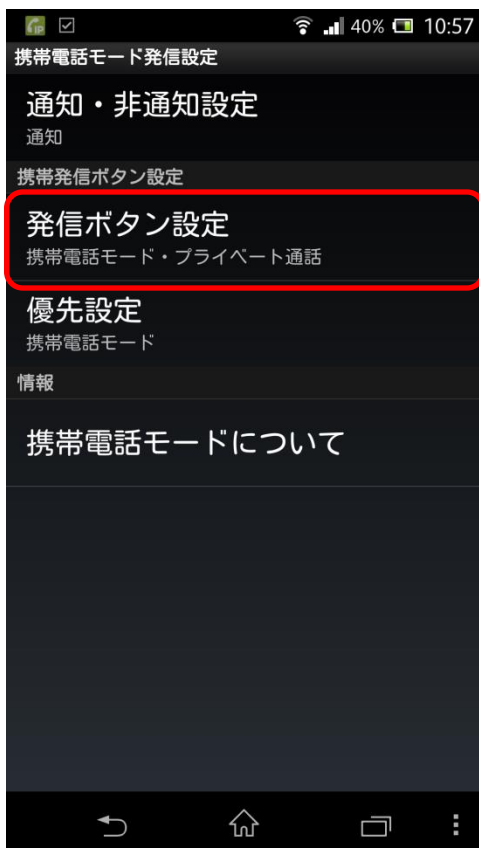 IP 40% 10:57
携帯電話モード発信設定
通知・非通知設定
通知
携帯発信ボタン設定
発信ボタン設定
携帯電話モード・プライベート通話
優先設定
携帯電話モード
情報
携帯電話モードについて